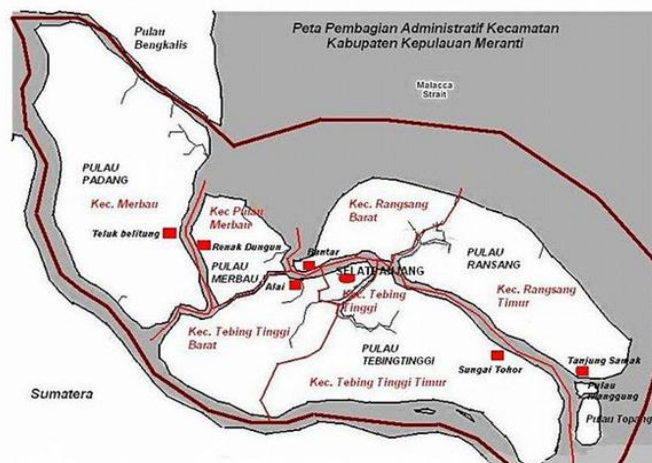 Peta Pembagian Administratif Kecamatan
Kabupaten Kepulauan Meranti
Pulau
Bengkalis
Malacca
Strait
PULAU
PADANG
Kec. Merbau
Teluk belitung
Kec Pulau
Merbau
Renak Dungun
PULAU
MERBAU
Kec. Rangsang
Barat
Bantar
SELATPANJANG
Alai
PULAU
RANSANG
Kec. Rangsang
Timur
Kec. Tebing
Tinggi
Kec. Tebing Tinggi
Barat
PULAU
TEBINGTINGGI
Kec. Tebing Tinggi Timur
Sungai Tohor
Tanjung Samak
Pulau
Manggung
Pulau Topang
Sumatera